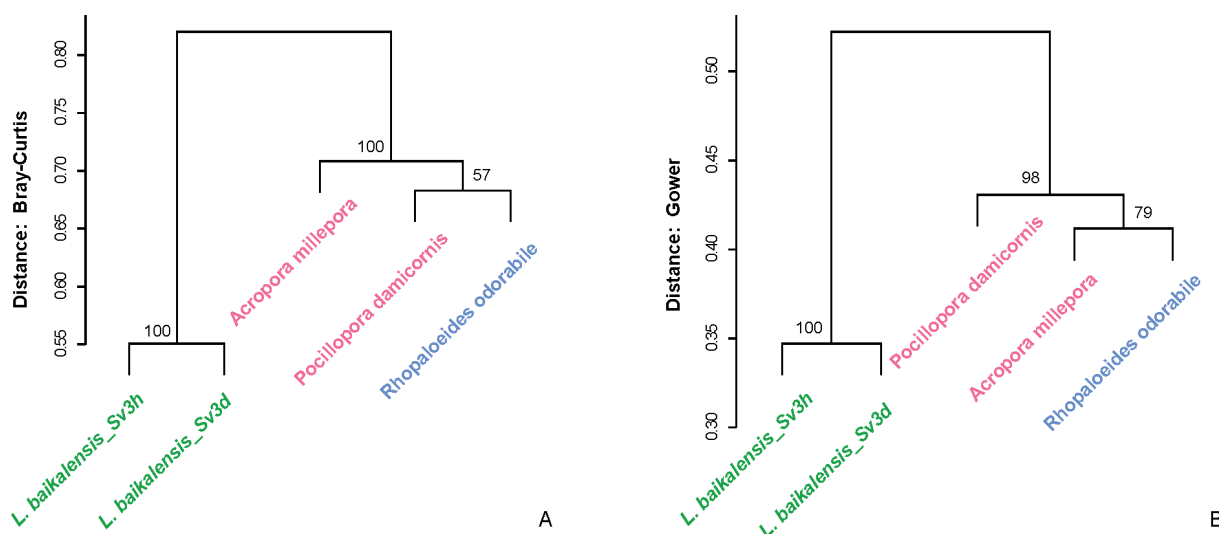 Distance: Bray-Curtis
0.80
0.75
0.70
0.65
0.60
0.55
100
57
100
Acropora millepora
Pocillopora damicornis
Rhopaloeides odorabile
L. baikalensis_Sv3h
L. baikalensis_Sv3d
A
Distance: Gower
0.50
0.45
0.40
0.35
0.30
98
79
100
Pocillopora damicornis
Acropora millepora
Rhopaloeides odorabile
L. baikalensis_Sv3h
L. baikalensis_Sv3d
B